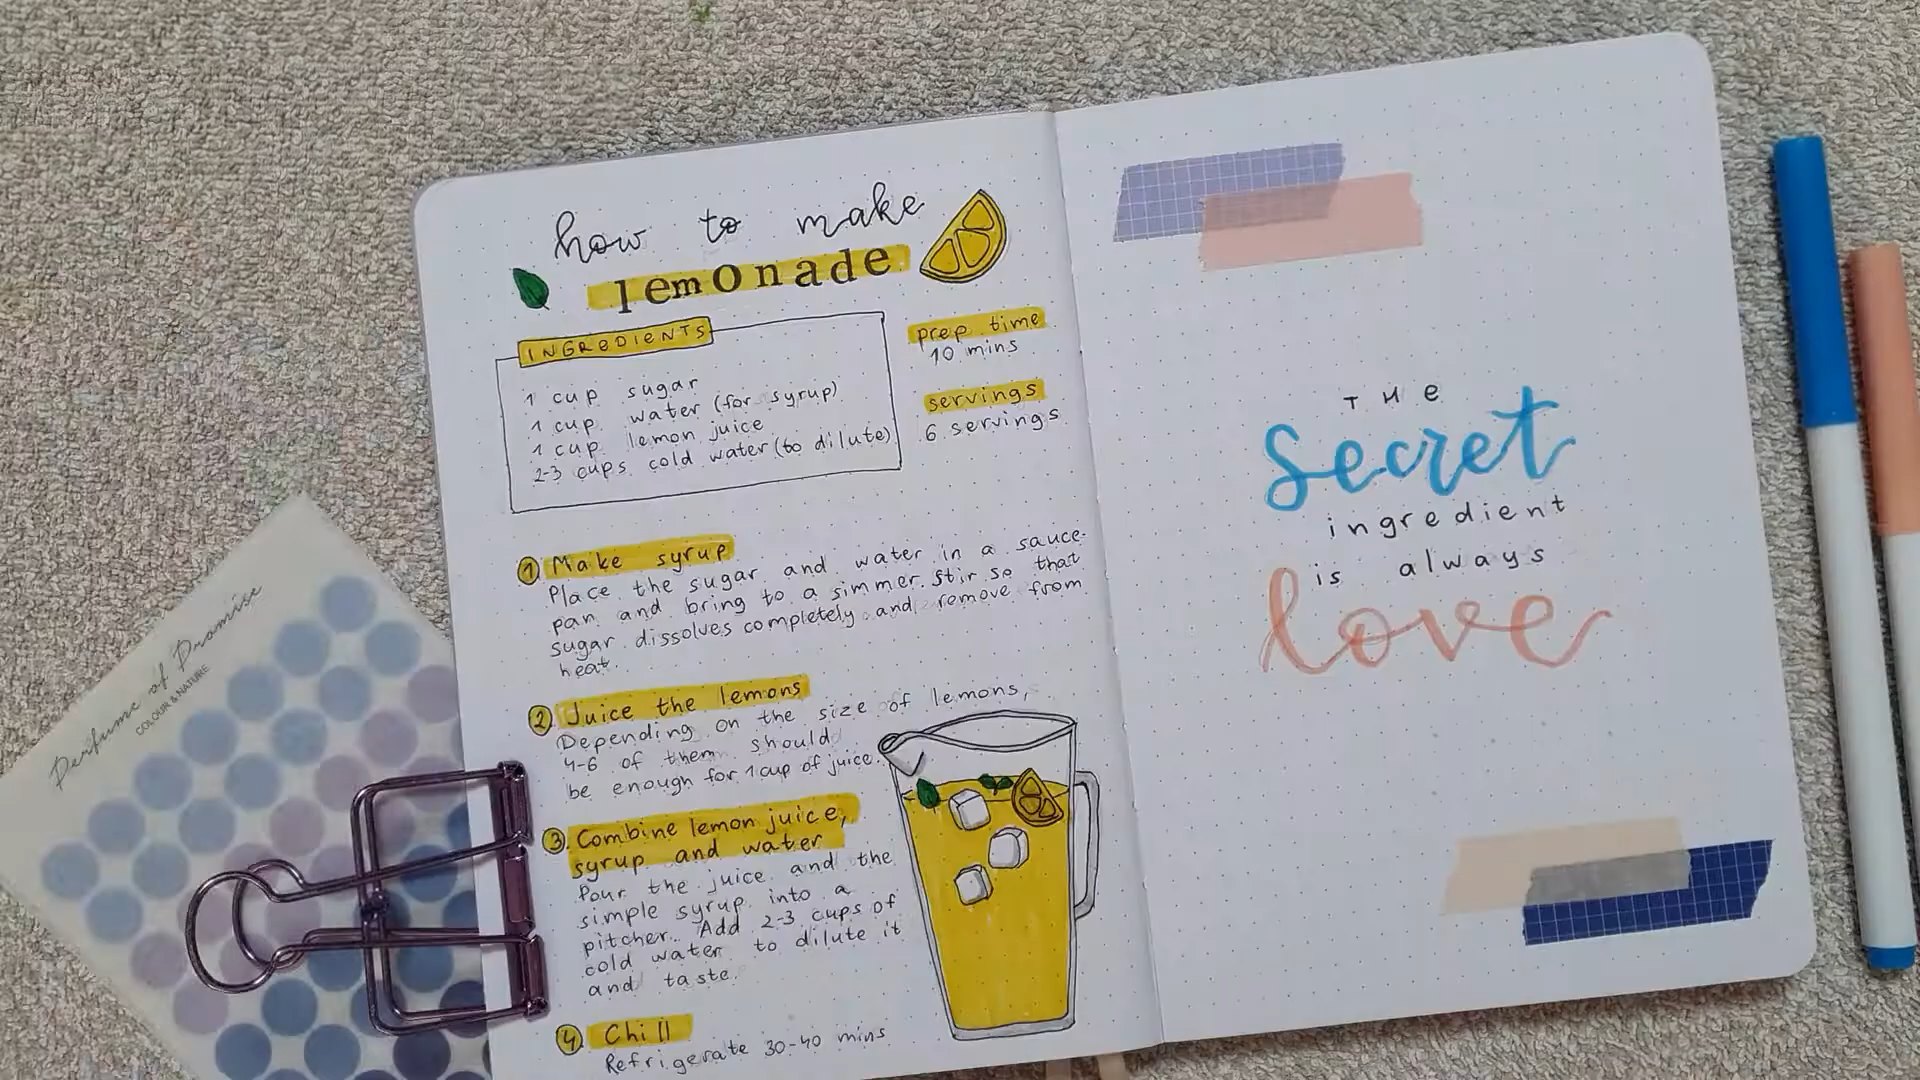 how to make
lemonade
INGREDIENTS
1 cup sugar
1 cup water (for syrup)
1 cup lemon juice
2-3 cups cold water (to dilute)
prep time
10 mins
servings
6 servings
1 Make syrup
Place the sugar and water in a sauce-
pan and bring to a simmer. Stir so that
sugar dissolves completely and remove from
heat.
2 Juice the lemons
Depending on the size of lemons,
4-6 of them should
be enough for 1 cup of juice.
3 Combine lemon juice,
syrup and water
Pour the juice and the
simple syrup into a
pitcher. Add 2-3 cups of
cold water to dilute it
and taste.
4 Chill
Refrigerate 30-40 mins
THE
secret
ingredient
is always
love
Perfume of Promise
COLOUR & NATURE